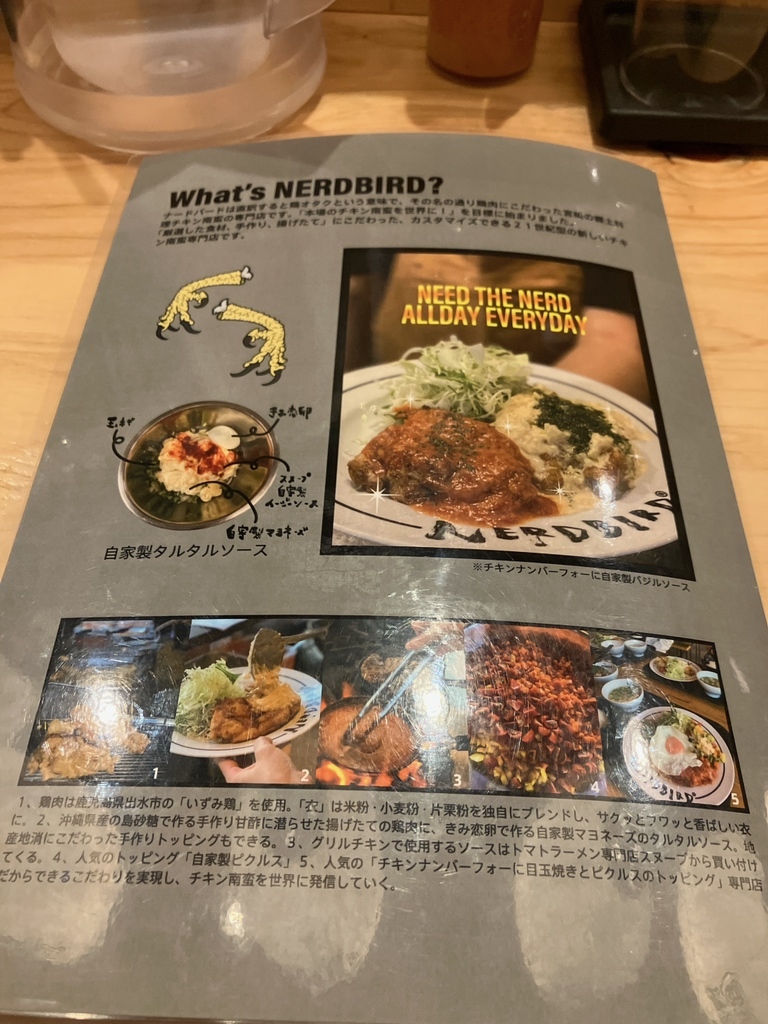 What's NERDBIRD?
ナードバードは直訳すると鶏オタクという意味で、その名の通り鶏肉にこだわった宮崎の郷土料
理チキン南蛮の専門店です。「本場のチキン南蛮を世界に！」を目標に始まりました。
「厳選した食材、手作り、揚げたて」にこだわった、カスタマイズできる２１世紀型の新しいチキ
ン南蛮専門店です。
NEED THE NERD
ALLDAY EVERYDAY
玉ねぎ
きみ恋卵
スヌープ
自家製
自家製マヨネーズ
自家製タルタルソース
NERDBIRD®
※チキンナンバーフォーに自家製バジルソース
1
2
3
4
5
1、鶏肉は鹿児島県出水市の「いずみ鶏」を使用。「衣」は米粉・小麦粉・片栗粉を独自にブレンドし、サクッとフワッと香ばしい衣
に。2、沖縄県産の島砂糖で作る手作り甘酢に潜らせた揚げたての鶏肉に、きみ恋卵で作る自家製マヨネーズのタルタルソース。地
産地消にこだわった手作りトッピングもできる。3、グリルチキンで使用するソースはトマトラーメン専門店スヌープから買い付け
てくる。4、人気のトッピング「自家製ピクルス」5、人気の「チキンナンバーフォーに目玉焼きとピクルスのトッピング」専門店
だからできるこだわりを実現し、チキン南蛮を世界に発信していく。